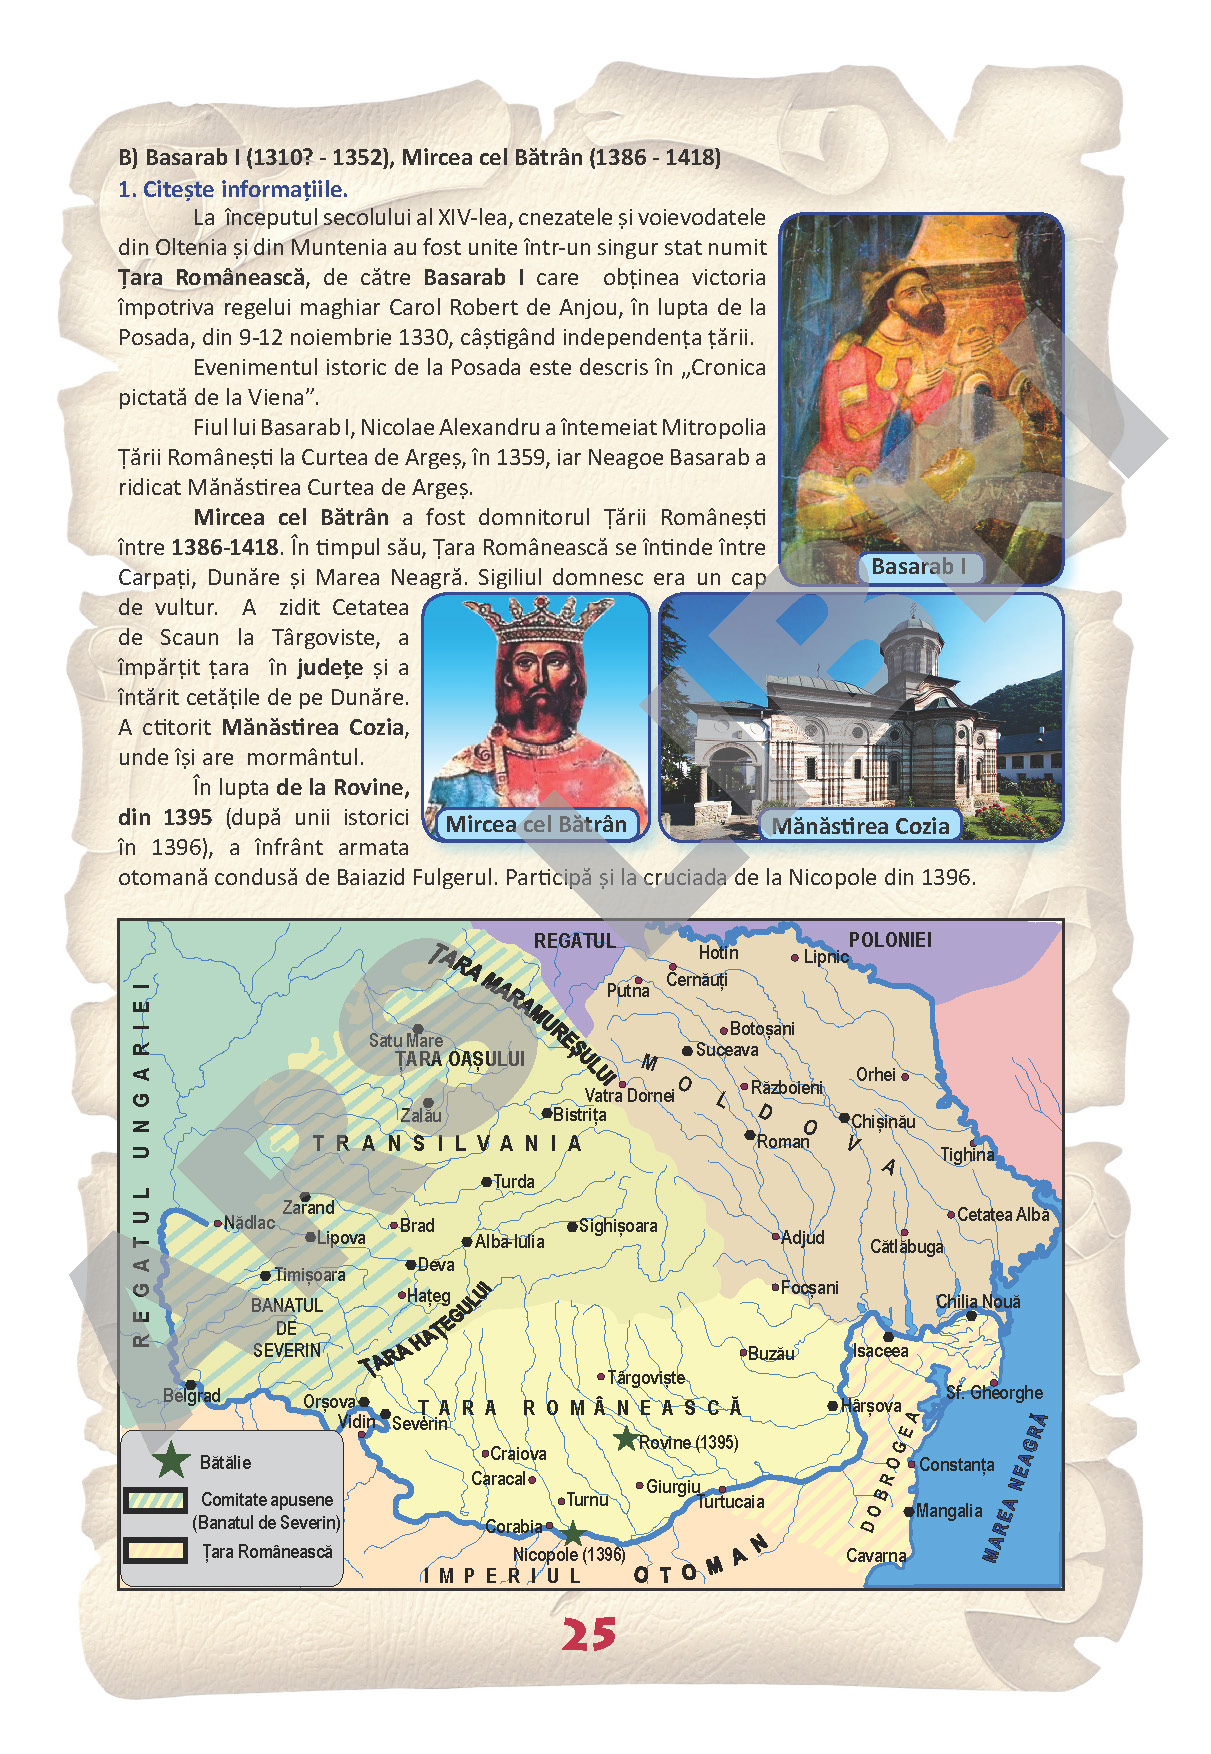 B) Basarab I (1310? - 1352), Mircea cel Bătrân (1386 - 1418)
1. Citește informațiile.
La începutul secolului al XIV-lea, cnezatele și voievodatele
din Oltenia și din Muntenia au fost unite într-un singur stat numit
Țara Românească, de către Basarab I care obținea victoria
împotriva regelui maghiar Carol Robert de Anjou, în lupta de la
Posada, din 9-12 noiembrie 1330, câștigând independența țării.
Evenimentul istoric de la Posada este descris în „Cronica
pictată de la Viena”.
Fiul lui Basarab I, Nicolae Alexandru a întemeiat Mitropolia
Țării Românești la Curtea de Argeș, în 1359, iar Neagoe Basarab a
ridicat Mănăstirea Curtea de Argeș.
Mircea cel Bătrân a fost domnitorul Țării Românești
între 1386-1418. În timpul său, Țara Românească se întinde între
Carpați, Dunăre și Marea Neagră. Sigiliul domnesc era un cap
de vultur. A zidit Cetatea
de Scaun la Târgoviste, a
împărțit țara în județe și a
întărit cetățile de pe Dunăre.
A ctitorit Mănăstirea Cozia,
unde își are mormântul.
În lupta de la Rovine,
din 1395 (după unii istorici
în 1396), a înfrânt armata
otomană condusă de Baiazid Fulgerul. Participă și la cruciada de la Nicopole din 1396.
Basarab I
Mircea cel Bătrân
Mănăstirea Cozia
REGATUL POLONIEI
Hotin
Lipnic
Cernăuți
Putna
ȚARA MARAMUREȘULUI
REGATUL UNGARIEI
Satu Mare
ȚARA OAȘULUI
Botoșani
Suceava
MOLDOVA
Vatra Dornei
Războieni
Orhei
Zalău
Bistrița
Chișinău
TRANSILVANIA
Roman
Tighina
Turda
Zarand
Nădlac
Lipova
Brad
Sighișoara
Alba-Iulia
Cetatea Albă
Adjud
Cătlăbuga
Timișoara
Deva
Hațeg
Focșani
Chilia Nouă
BANATUL
DE
SEVERIN
ȚARA HAȚEGULUI
Buzău
Isaceea
Belgrad
Târgoviște
Sf. Gheorghe
Orșova
Vidin
Severin
ȚARA ROMÂNEASCĂ
Hârșova
Craiova
Rovine (1395)
Constanța
DOBROGEA
MAREA NEAGRĂ
Caracal
Giurgiu
Turtucaia
Turnu
Mangalia
Corabia
Nicopole (1396)
Cavarna
IMPERIUL OTOMAN
Bătălie
Comitate apusene
(Banatul de Severin)
Țara Românească
25
ARS LIBRI